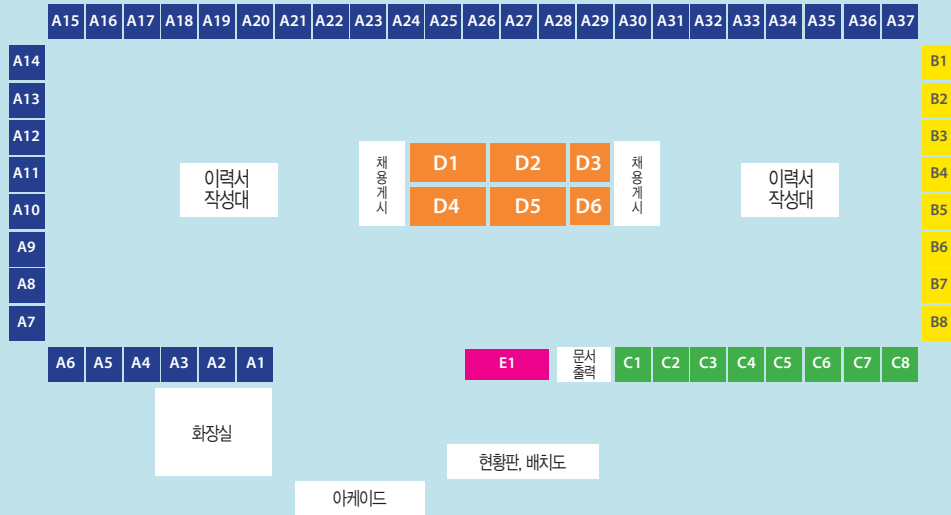 A15 A16 A17 A18 A19 A20 A21 A22 A23 A24 A25 A26 A27 A28 A29 A30 A31 A32 A33 A34 A35 A36 A37
A14
A13
A12
A11
A10
A9
A8
A7
이력서
작성대
채
용
게
시
D1 D2 D3
D4 D5 D6
채
용
게
시
이력서
작성대
B1
B2
B3
B4
B5
B6
B7
B8
A6 A5 A4 A3 A2 A1
E1
문서
출력
C1 C2 C3 C4 C5 C6 C7 C8
화장실
현황판, 배치도
아케이드